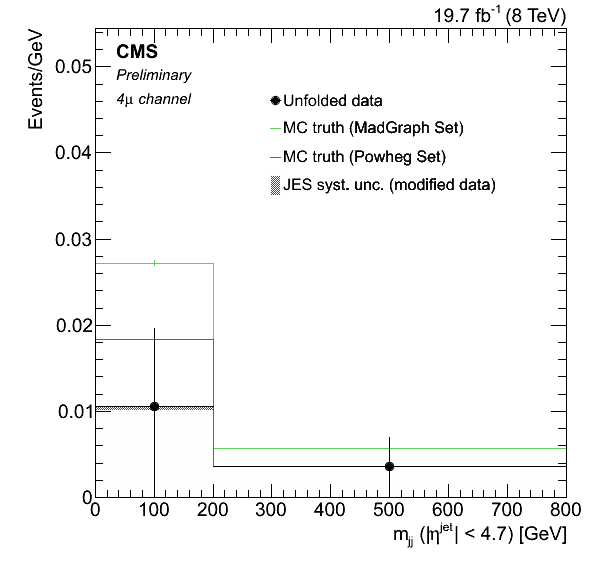 19.7 fb⁻¹ (8 TeV)
Events/GeV
CMS
Preliminary
4μ channel
Unfolded data
MC truth (MadGraph Set)
MC truth (Powheg Set)
JES syst. unc. (modified data)
0.05
0.04
0.03
0.02
0.01
0
0 100 200 300 400 500 600 700 800
m_jj (|η^jet| < 4.7) [GeV]